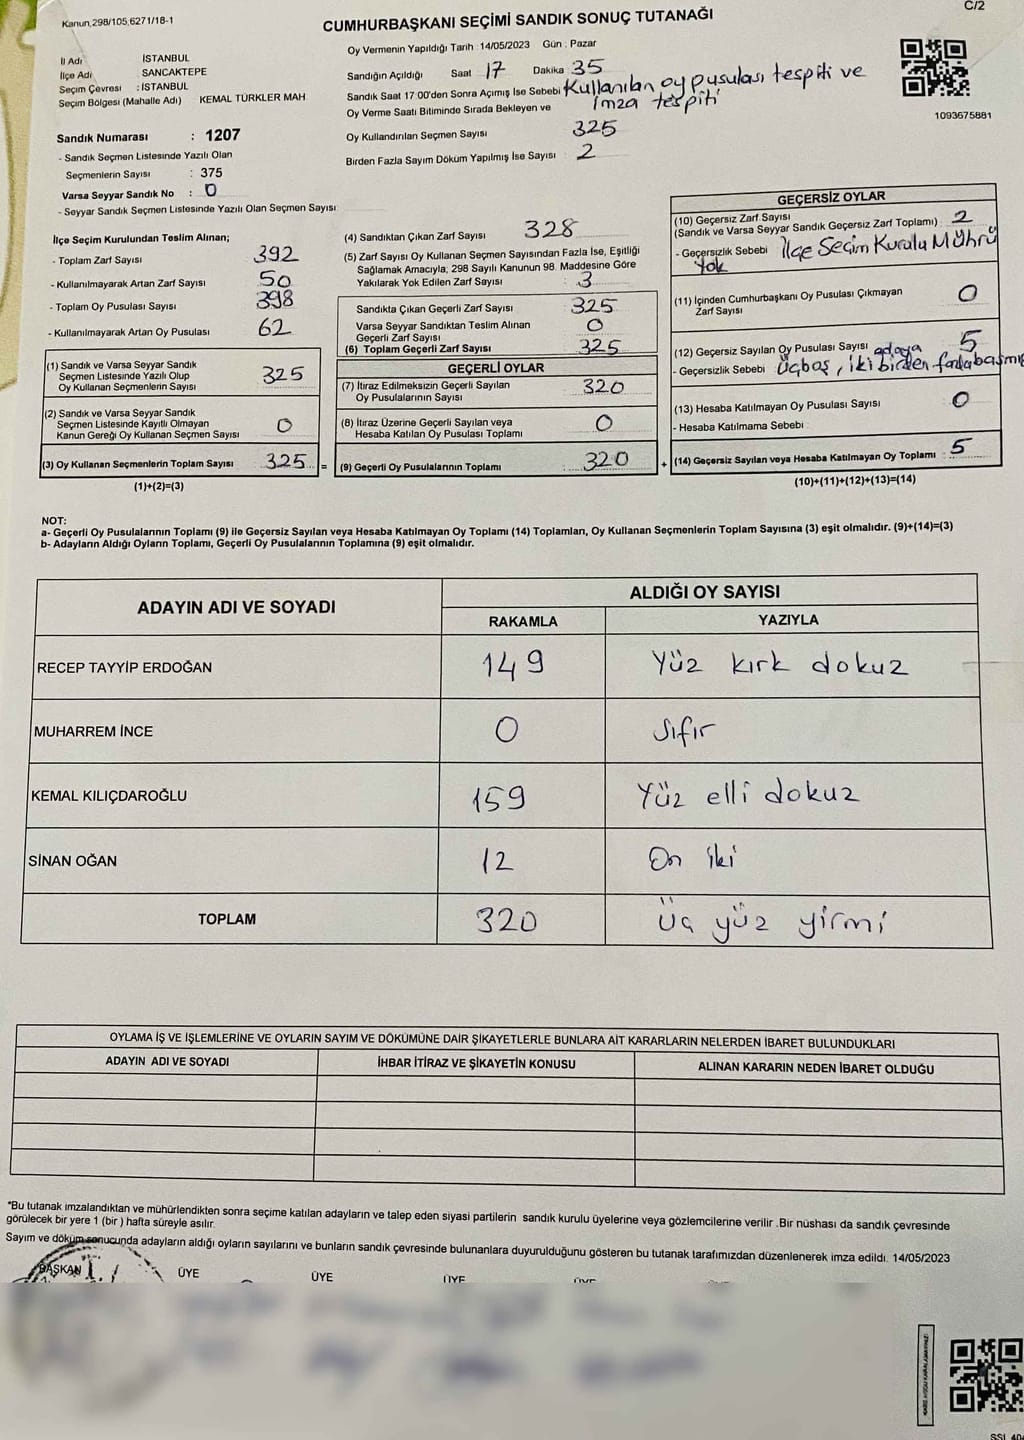 Kanun,298/105,6271/18-1
C/2
CUMHURBAŞKANI SEÇİMİ SANDIK SONUÇ TUTANAĞI
Oy Vermenin Yapıldığı Tarih : 14/05/2023 Gün : Pazar
İl Adı : İSTANBUL
İlçe Adı : SANCAKTEPE
Seçim Çevresi : İSTANBUL
Seçim Bölgesi (Mahalle Adı) KEMAL TÜRKLER MAH
Sandık Numarası : 1207
- Sandık Seçmen Listesinde Yazılı Olan
Seçmenlerin Sayısı : 375
Varsa Seyyar Sandık No : 0
- Seyyar Sandık Seçmen Listesinde Yazılı Olan Seçmen Sayısı
Sandığın Açıldığı Saat 17 Dakika 35
Sandık Saat 17:00'den Sonra Açımış İse Sebebi Kullanılan oy pusulası tespiti ve
imza tespiti
Oy Verme Saati Bitiminde Sırada Bekleyen ve
Oy Kullandırılan Seçmen Sayısı 325
Birden Fazla Sayım Döküm Yapılmış İse Sayısı : 2
1093675881
İlçe Seçim Kurulundan Teslim Alınan;
- Toplam Zarf Sayısı 392
- Kullanılmayarak Artan Zarf Sayısı 50
- Toplam Oy Pusulası Sayısı 398
- Kullanılmayarak Artan Oy Pusulası 62
(1) Sandık ve Varsa Seyyar Sandık
Seçmen Listesinde Yazılı Olup
Oy Kullanan Seçmenlerin Sayısı 325
(2) Sandık ve Varsa Seyyar Sandık
Seçmen Listesinde Kayıtlı Olmayan
Kanun Gereği Oy Kullanan Seçmen Sayısı 0
(3) Oy Kullanan Seçmenlerin Toplam Sayısı 325 =
(1)+(2)=(3)
(4) Sandıktan Çıkan Zarf Sayısı 328
(5) Zarf Sayısı Oy Kullanan Seçmen Sayısından Fazla İse, Eşitliği
Sağlamak Amacıyla, 298 Sayılı Kanunun 98. Maddesine Göre
Yakılarak Yok Edilen Zarf Sayısı : 3
Sandıkta Çıkan Geçerli Zarf Sayısı 325
Varsa Seyyar Sandıktan Teslim Alınan
Geçerli Zarf Sayısı 0
(6) Toplam Geçerli Zarf Sayısı 325
GEÇERLİ OYLAR
(7) İtiraz Edilmeksizin Geçerli Sayılan
Oy Pusulalarının Sayısı 320
(8) İtiraz Üzerine Geçerli Sayılan veya
Hesaba Katılan Oy Pusulası Toplamı 0
(9) Geçerli Oy Pusulalarının Toplamı : 320 +
GEÇERSİZ OYLAR
(10) Geçersiz Zarf Sayısı
(Sandık ve Varsa Seyyar Sandık Geçersiz Zarf Toplamı) : 2
- Geçersizlik Sebebi İlçe Seçim Kurulu Mührü
Yok
(11) İçinden Cumhurbaşkanı Oy Pusulası Çıkmayan
Zarf Sayısı 0
(12) Geçersiz Sayılan Oy Pusulası Sayısı 5
adaya
- Geçersizlik Sebebi Üçboş, iki birden fazla basmış
(13) Hesaba Katılmayan Oy Pusulası Sayısı 0
- Hesaba Katılmama Sebebi :
(14) Geçersiz Sayılan veya Hesaba Katılmayan Oy Toplamı : 5
(10)+(11)+(12)+(13)=(14)
NOT:
a- Geçerli Oy Pusulalarının Toplamı (9) ile Geçersiz Sayılan veya Hesaba Katılmayan Oy Toplamı (14) Toplamları, Oy Kullanan Seçmenlerin Toplam Sayısına (3) eşit olmalıdır. (9)+(14)=(3)
b- Adayların Aldığı Oyların Toplamı, Geçerli Oy Pusulalarının Toplamına (9) eşit olmalıdır.
ADAYIN ADI VE SOYADI ALDIĞI OY SAYISI
RAKAMLA YAZIYLA
RECEP TAYYİP ERDOĞAN 149 Yüz kırk dokuz
MUHARREM İNCE 0 Sıfır
KEMAL KILIÇDAROĞLU 159 Yüz elli dokuz
SİNAN OĞAN 12 On iki
TOPLAM 320 Üç yüz yirmi
OYLAMA İŞ VE İŞLEMLERİNE VE OYLARIN SAYIM VE DÖKÜMÜNE DAİR ŞİKAYETLERLE BUNLARA AİT KARARLARIN NELERDEN İBARET BULUNDUKLARI
ADAYIN ADI VE SOYADI İHBAR İTİRAZ VE ŞİKAYETİN KONUSU ALINAN KARARIN NEDEN İBARET OLDUĞU
*Bu tutanak imzalandıktan ve mühürlendikten sonra seçime katılan adayların ve talep eden siyasi partilerin sandık kurulu üyelerine veya gözlemcilerine verilir .Bir nüshası da sandık çevresinde
görülecek bir yere 1 (bir ) hafta süreyle asılır.
Sayım ve döküm sonucunda adayların aldığı oyların sayılarını ve bunların sandık çevresinde bulunanlara duyurulduğunu gösteren bu tutanak tarafımızdan düzenlenerek imza edildi. 14/05/2023
BAŞKAN ÜYE ÜYE ÜYE ÜYE